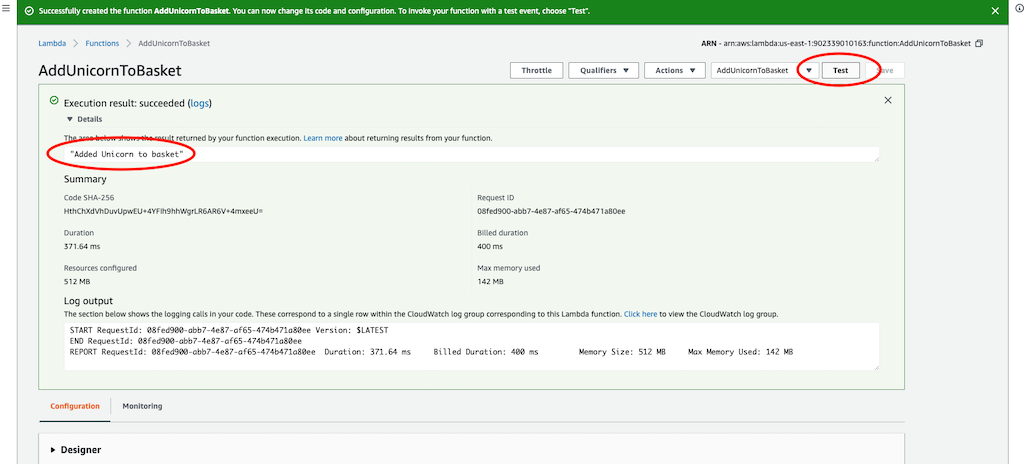 Successfully created the function AddUnicornToBasket. You can now change its code and configuration. To invoke your function with a test event, choose "Test".
Lambda > Functions > AddUnicornToBasket
ARN - arn:aws:lambda:us-east-1:902339010163:function:AddUnicornToBasket
AddUnicornToBasket
Throttle Qualifiers Actions AddUnicornToBasket Test
Execution result: succeeded (logs)
Details
The area below shows the result returned by your function execution. Learn more about returning results from your function.
"Added Unicorn to basket"
Summary
Code SHA-256
Request ID
HthChXdVhDuvUpwEU+4YFIh9hhWgrLR6AR6V+4mxeeU=
08fed900-abb7-4e87-af65-474b471a80ee
Duration
Billed duration
371.64 ms
400 ms
Resources configured
Max memory used
512 MB
142 MB
Log output
The section below shows the logging calls in your code. These correspond to a single row within the CloudWatch log group corresponding to this Lambda function. Click here to view the CloudWatch log group.
START RequestId: 08fed900-abb7-4e87-af65-474b471a80ee Version: $LATEST
END RequestId: 08fed900-abb7-4e87-af65-474b471a80ee
REPORT RequestId: 08fed900-abb7-4e87-af65-474b471a80ee Duration: 371.64 ms Billed Duration: 400 ms Memory Size: 512 MB Max Memory Used: 142 MB
Configuration Monitoring
Designer